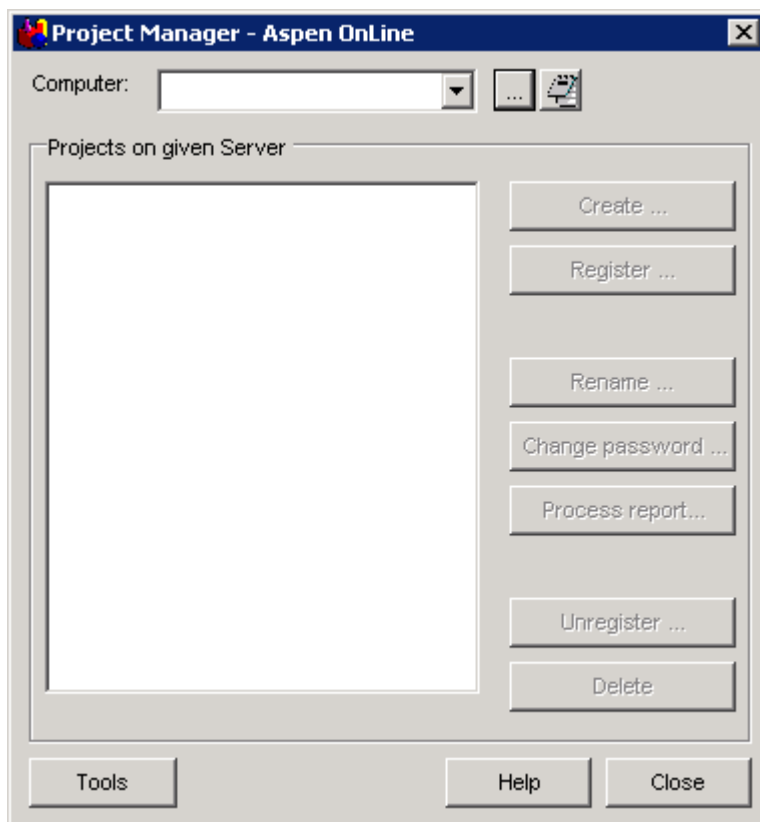 Project Manager - Aspen OnLine
Computer:
...
Projects on given Server
Create ...
Register ...
Rename ...
Change password ...
Process report...
Unregister ...
Delete
Tools
Help
Close